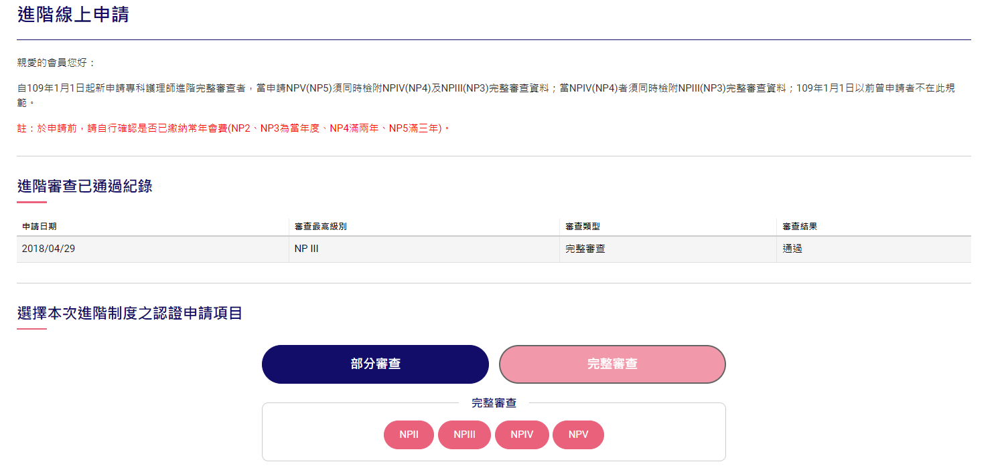 進階線上申請
親愛的會員您好：
自109年1月1日起新申請專科護理師進階完整審查者，當申請NPV(NP5)須同時檢附NPIV(NP4)及NPIII(NP3)完整審查資料；當NPIV(NP4)者須同時檢附NPIII(NP3)完整審查資料；109年1月1日以前曾申請者不在此規
範。
註：於申請前，請自行確認是否已繳納常年會費(NP2、NP3為當年度、NP4滿兩年、NP5滿三年)。
進階審查已通過紀錄
申請日期 審查最高級別 審查類型 審查結果
2018/04/29 NP III 完整審查 通過
選擇本次進階制度之認證申請項目
部分審查 完整審查
完整審查
NPII NPIII NPIV NPV